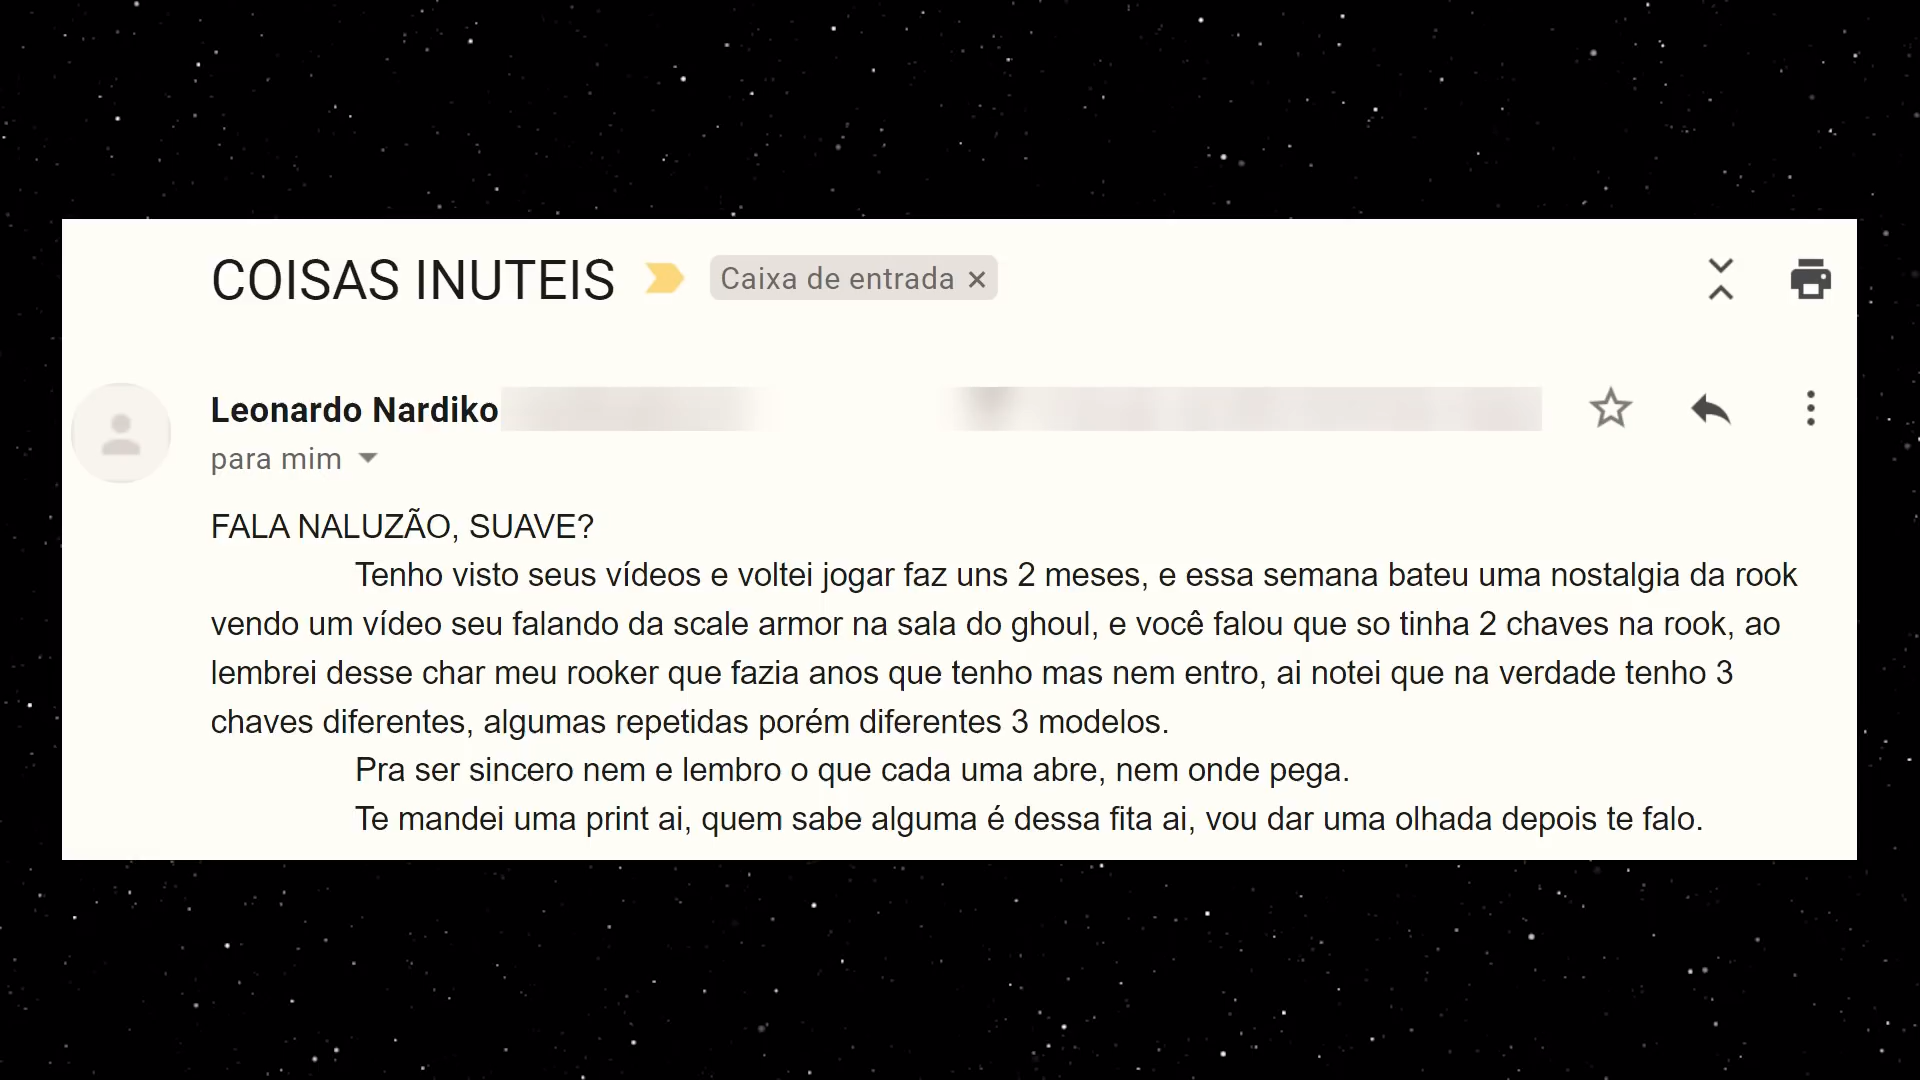 COISAS INUTEIS Caixa de entrada ×
Leonardo Nardiko
para mim
FALA NALUZÃO, SUAVE?
Tenho visto seus vídeos e voltei jogar faz uns 2 meses, e essa semana bateu uma nostalgia da rook
vendo um vídeo seu falando da scale armor na sala do ghoul, e você falou que so tinha 2 chaves na rook, ao
lembrei desse char meu rooker que fazia anos que tenho mas nem entro, ai notei que na verdade tenho 3
chaves diferentes, algumas repetidas porém diferentes 3 modelos.
Pra ser sincero nem e lembro o que cada uma abre, nem onde pega.
Te mandei uma print ai, quem sabe alguma é dessa fita ai, vou dar uma olhada depois te falo.